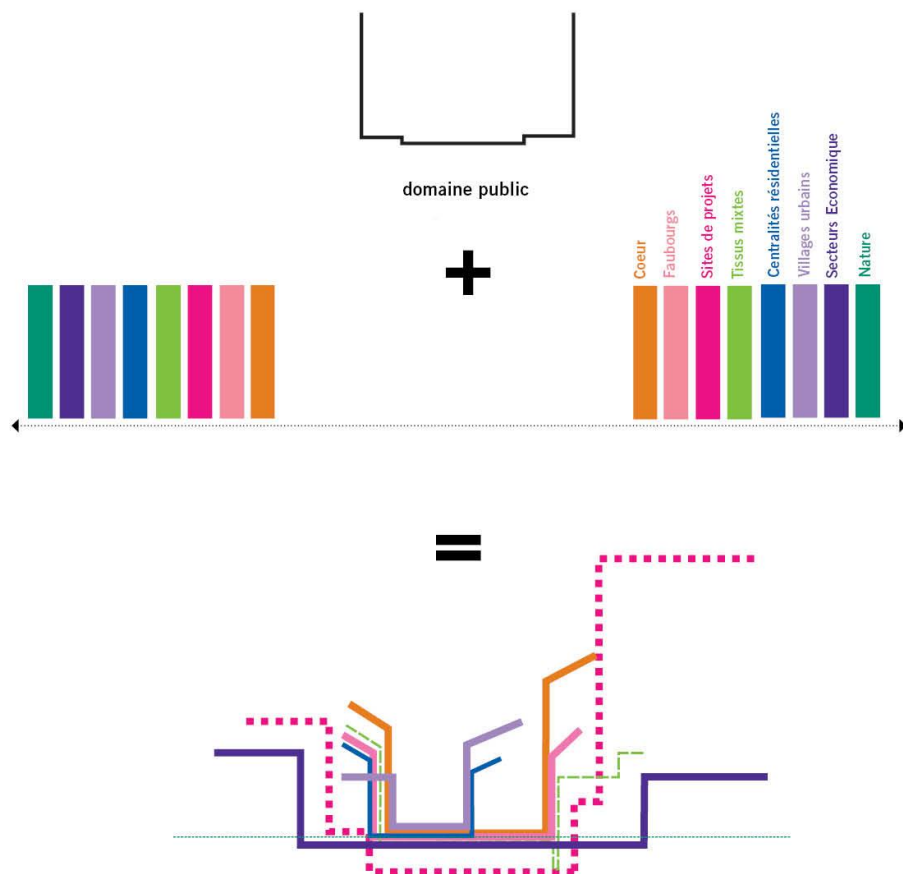 domaine public
+
Coeur
Faubourgs
Sites de projets
Tissus mixtes
Centralités résidentielles
Villages urbains
Secteurs Economique
Nature
=